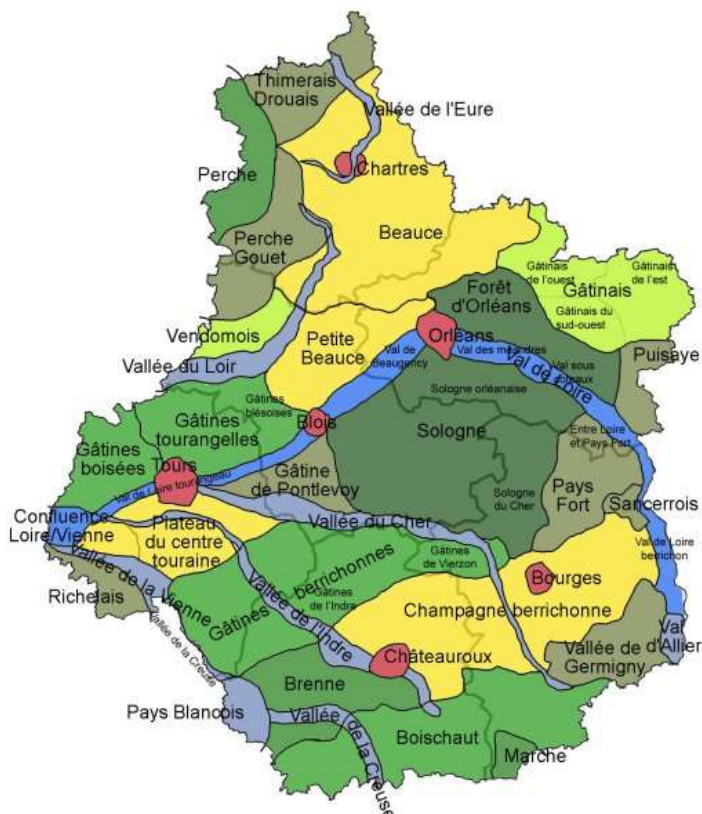 Thimerais
Drouais
Vallée de l'Eure
Chartres
Perche
Beauce
Perche
Gouet
Gâtinais
de l'ouest
Gâtinais
de l'est
Gâtinais
Gâtinais du
sud-ouest
Forêt
d'Orléans
Vendomois
Petite
Beauce
Orléans
Val de
Beaugency
Val des méandres
Val de Loire
Val sous
coteaux
Puisaye
Vallée du Loir
Sologne orléanaise
Gâtines
blésoises
Gâtines
tourangelles
Blois
Sologne
Entre Loire
et Pays Fort
Gâtines
boisées
Tours
Val de Loire tourangeau
Gâtine
de Pontlevoy
Sologne
du Cher
Pays
Fort
Sancerrois
Confluence
Loire/Vienne
Plateau
du centre
touraine
Vallée du Cher
Val de Loire
berrichon
Gâtines
de Vierzon
Bourges
Vallée de la Vienne
Richelais
Gâtines berrichonnes
Gâtines
de l'Indre
Vallée de l'Indre
Champagne berrichonne
Vallée de la Creuse
Châteauroux
Vallée de
Germigny
Val
d'Allier
Brenne
Pays Blancois
Vallée de la Creuse
Boischaut
Marche